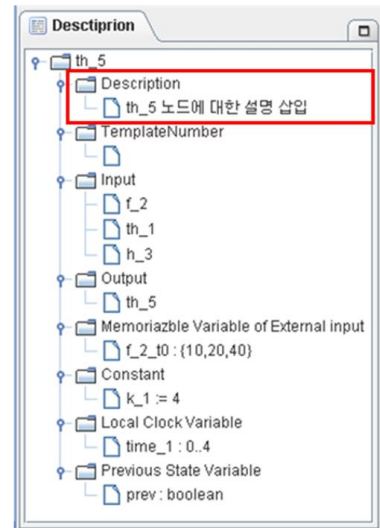 Desctiprion
th_5
Description
th_5 노드에 대한 설명 삽입
TemplateNumber
Input
f_2
th_1
h_3
Output
th_5
Memoriazble Variable of External input
f_2_t0 : {10,20,40}
Constant
k_1 := 4
Local Clock Variable
time_1 : 0..4
Previous State Variable
prev : boolean